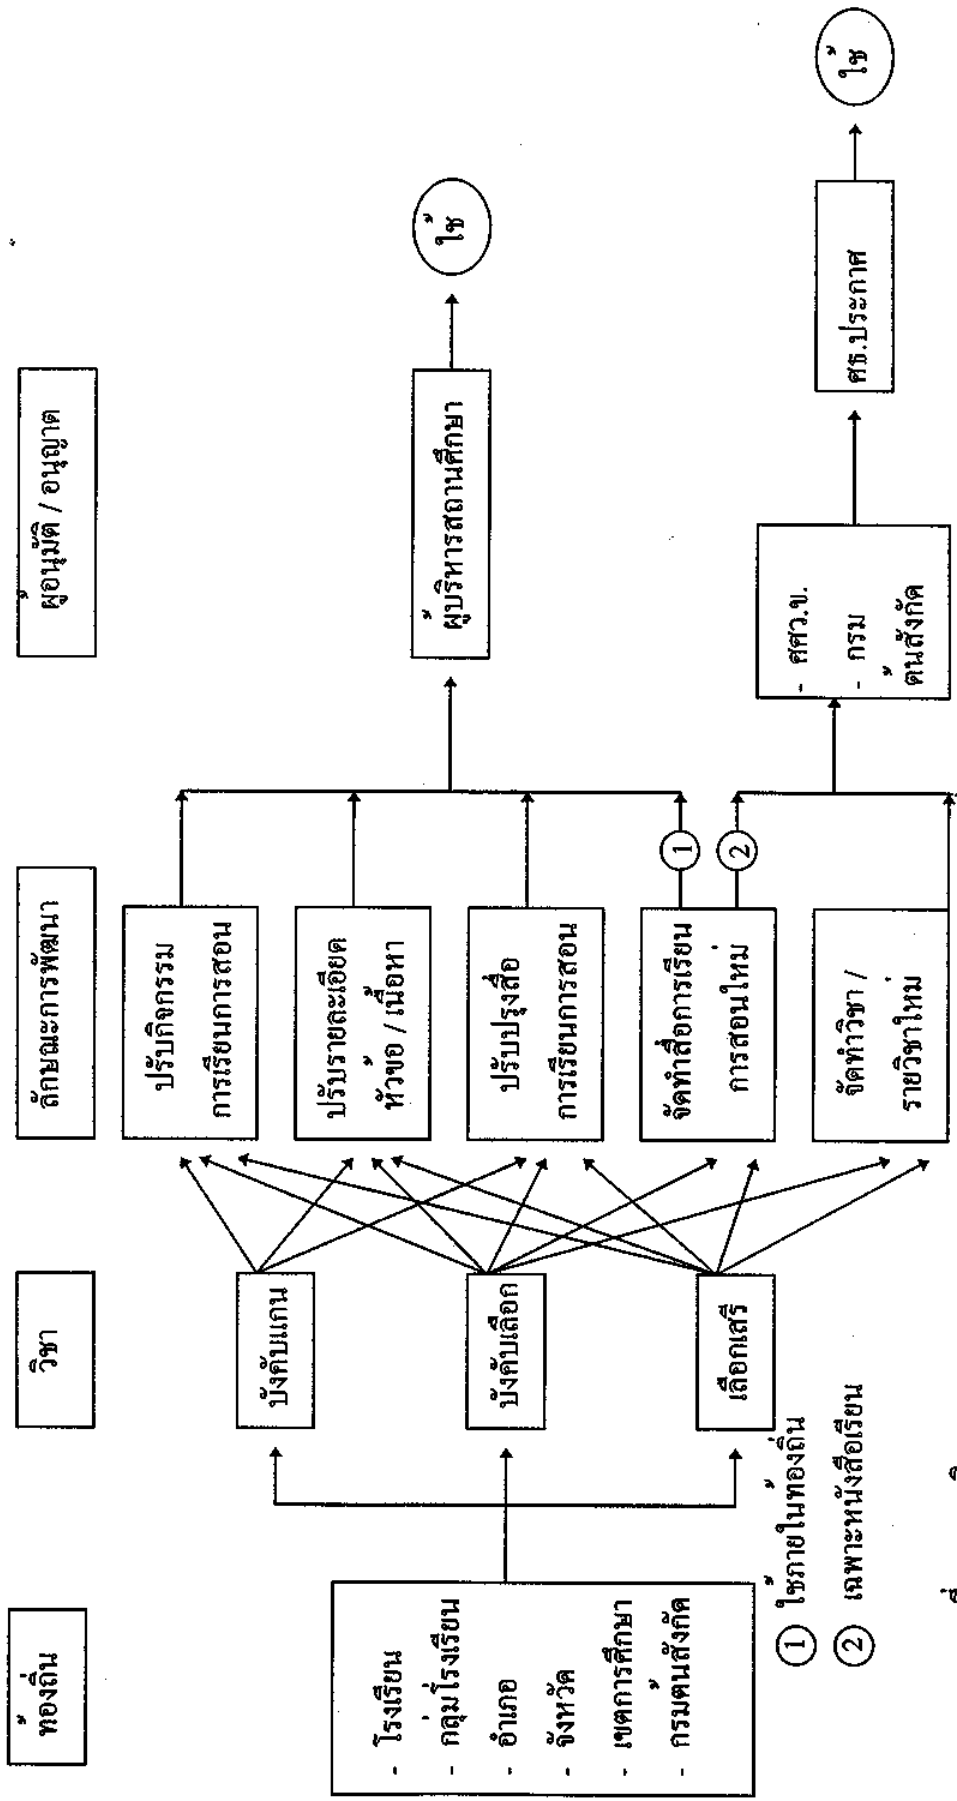 ท้องถิ่น
วิชา
ลักษณะการพัฒนา
ผู้อนุมัติ / อนุญาต
- โรงเรียน
- กลุ่มโรงเรียน
- อำเภอ
- จังหวัด
- เขตการศึกษา
- กรมต้นสังกัด
บังคับแกน
บังคับเลือก
เลือกเสรี
ปรับกิจกรรม
การเรียนการสอน
ปรับรายละเอียด
หัวข้อ / เนื้อหา
ปรับปรุงสื่อ
การเรียนการสอน
จัดทำสื่อการเรียน
การสอนใหม่
จัดทำวิชา /
รายวิชาใหม่
1
2
ผู้บริหารสถานศึกษา
ใช้
- ศศว.ข.
- กรม
ต้นสังกัด
ศธ.ประกาศ
ใช้
1 ใช้ภายในท้องถิ่น
2 เฉพาะหนังสือเรียน